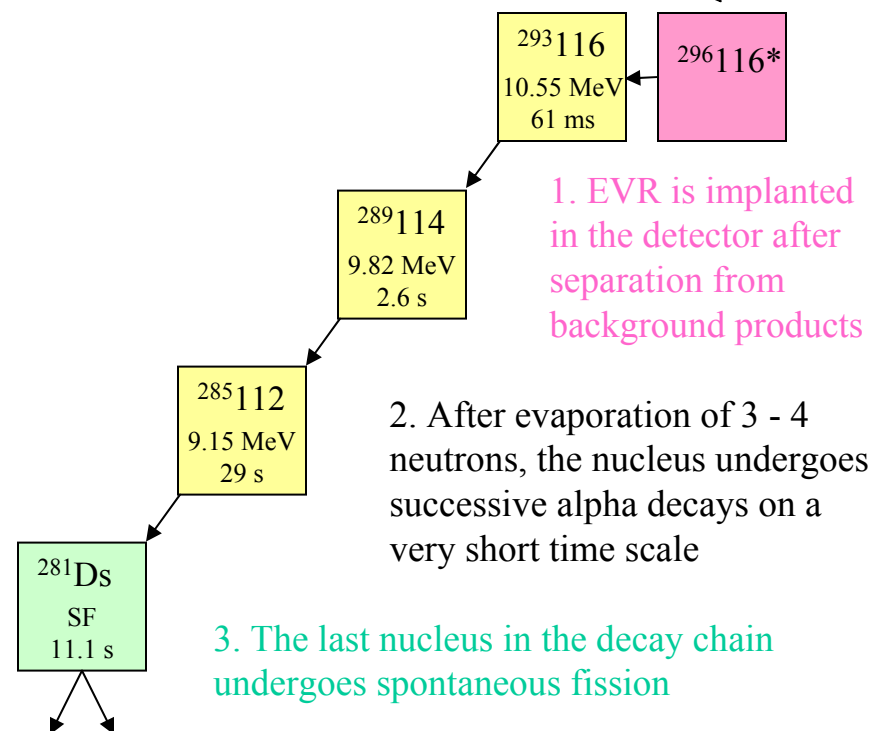 ²⁹³116
10.55 MeV
61 ms
²⁹⁶116*
1. EVR is implanted
in the detector after
separation from
background products
²⁸⁹114
9.82 MeV
2.6 s
²⁸⁵112
9.15 MeV
29 s
2. After evaporation of 3 - 4
neutrons, the nucleus undergoes
successive alpha decays on a
very short time scale
²⁸¹Ds
SF
11.1 s
3. The last nucleus in the decay chain
undergoes spontaneous fission